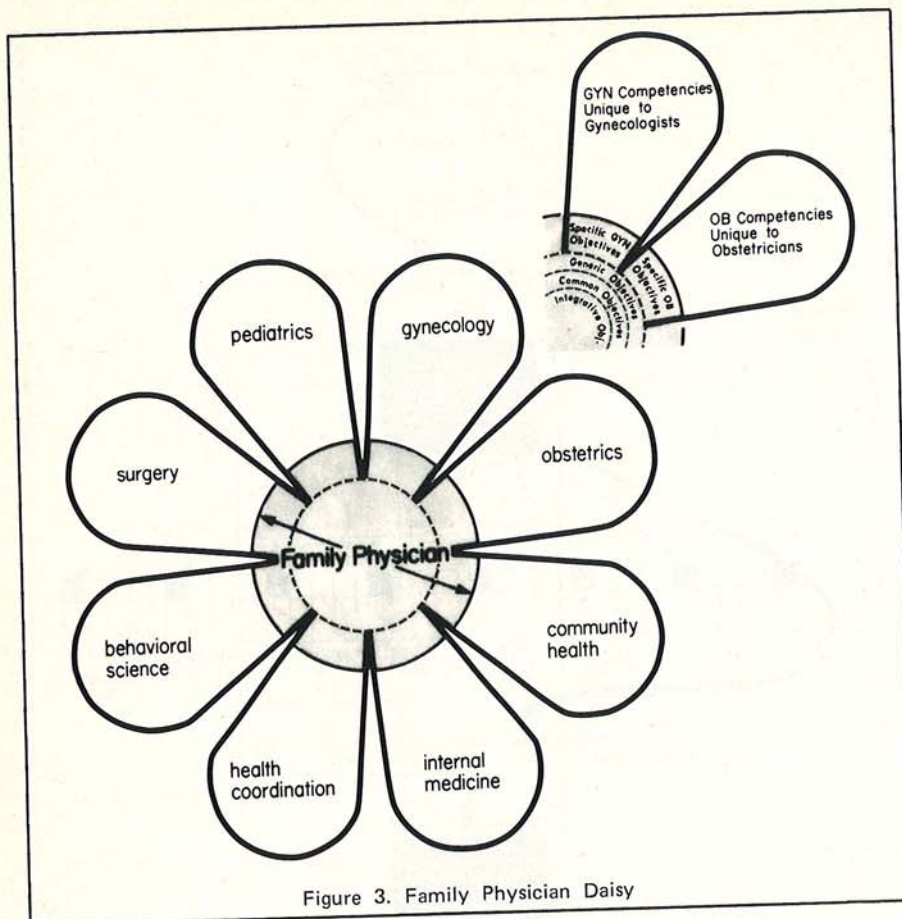 GYN Competencies
Unique to
Gynecologists
OB Competencies
Unique to
Obstetricians
Specific GYN
Objectives
Specific OB
Objectives
Generic Objectives
Common Objectives
Integrative Obj.
pediatrics
gynecology
surgery
obstetrics
Family Physician
behavioral
science
community
health
health
coordination
internal
medicine
Figure 3. Family Physician Daisy